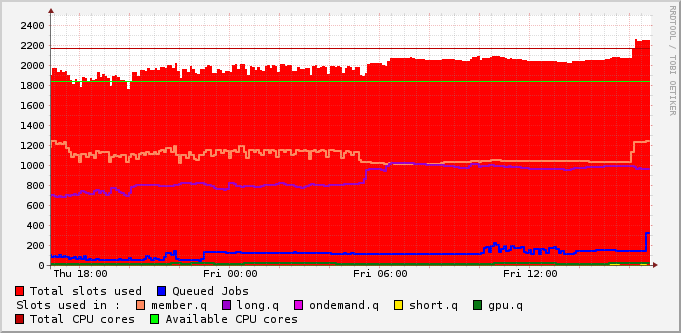 2400
2200
2000
1800
1600
1400
1200
1000
800
600
400
200
0
Thu 18:00 Fri 00:00 Fri 06:00 Fri 12:00
RRDTOOL / TOBI OETIKER
Total slots used Queued Jobs
Slots used in : member.q long.q ondemand.q short.q gpu.q
Total CPU cores Available CPU cores